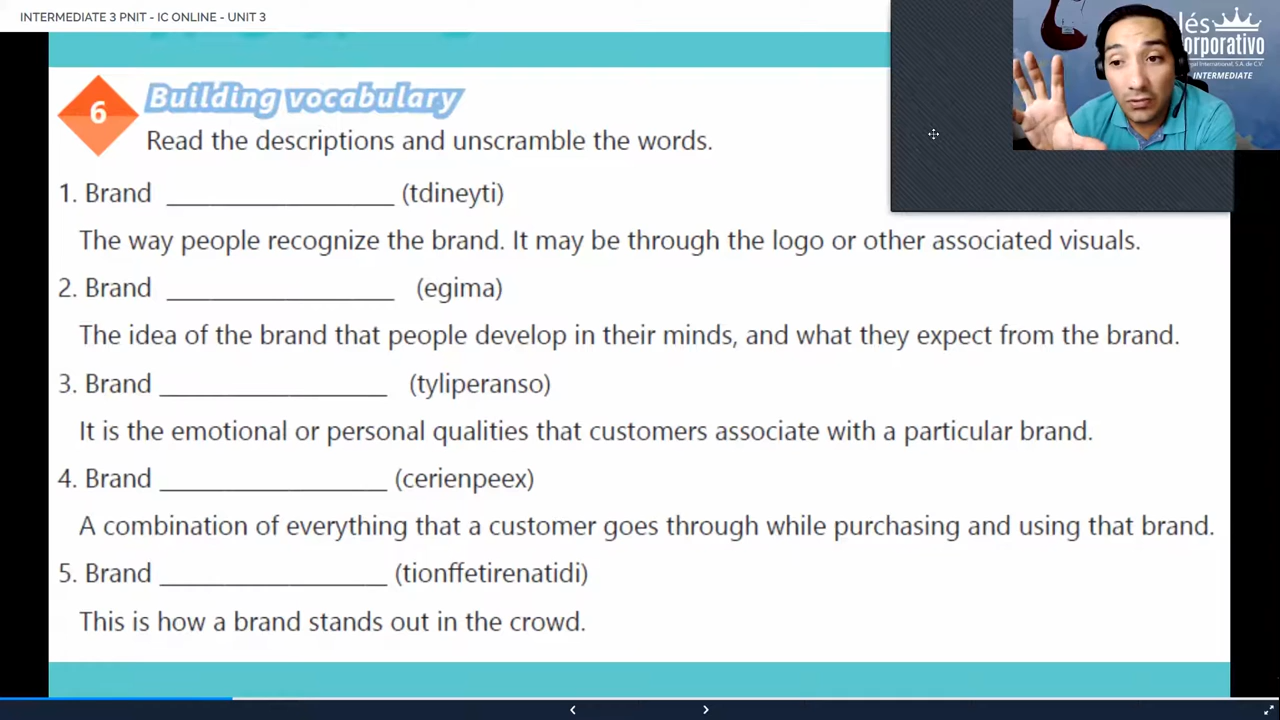 INTERMEDIATE 3 PNIT - IC ONLINE - UNIT 3
lés
orporativo
gal International, S.A. de C.V.
INTERMEDIATE
6
Building vocabulary
Read the descriptions and unscramble the words.
1. Brand __________________ (tdineyti)
The way people recognize the brand. It may be through the logo or other associated visuals.
2. Brand __________________ (egima)
The idea of the brand that people develop in their minds, and what they expect from the brand.
3. Brand __________________ (tyliperanso)
It is the emotional or personal qualities that customers associate with a particular brand.
4. Brand __________________ (cerienpeex)
A combination of everything that a customer goes through while purchasing and using that brand.
5. Brand __________________ (tionffetirenatidi)
This is how a brand stands out in the crowd.